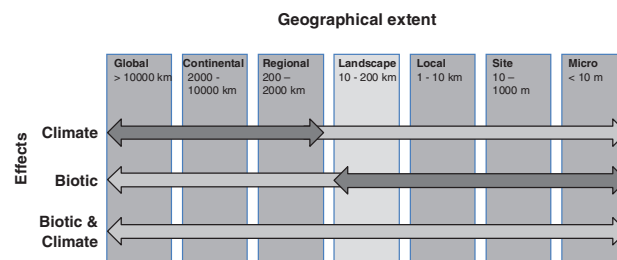 Geographical extent
Global
> 10000 km
Continental
2000 -
10000 km
Regional
200 –
2000 km
Landscape
10 - 200 km
Local
1 - 10 km
Site
10 –
1000 m
Micro
< 10 m
Effects
Climate
Biotic
Biotic &
Climate